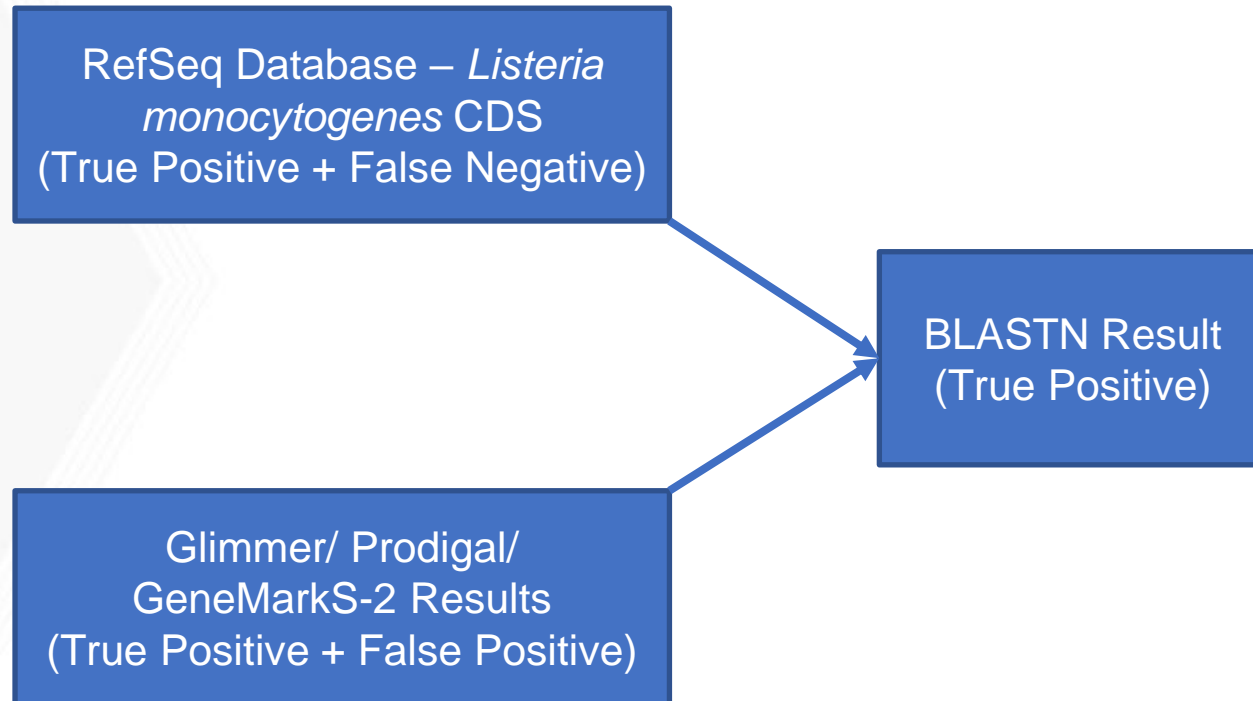 RefSeq Database – Listeria
monocytogenes CDS
(True Positive + False Negative)
BLASTN Result
(True Positive)
Glimmer/ Prodigal/
GeneMarkS-2 Results
(True Positive + False Positive)